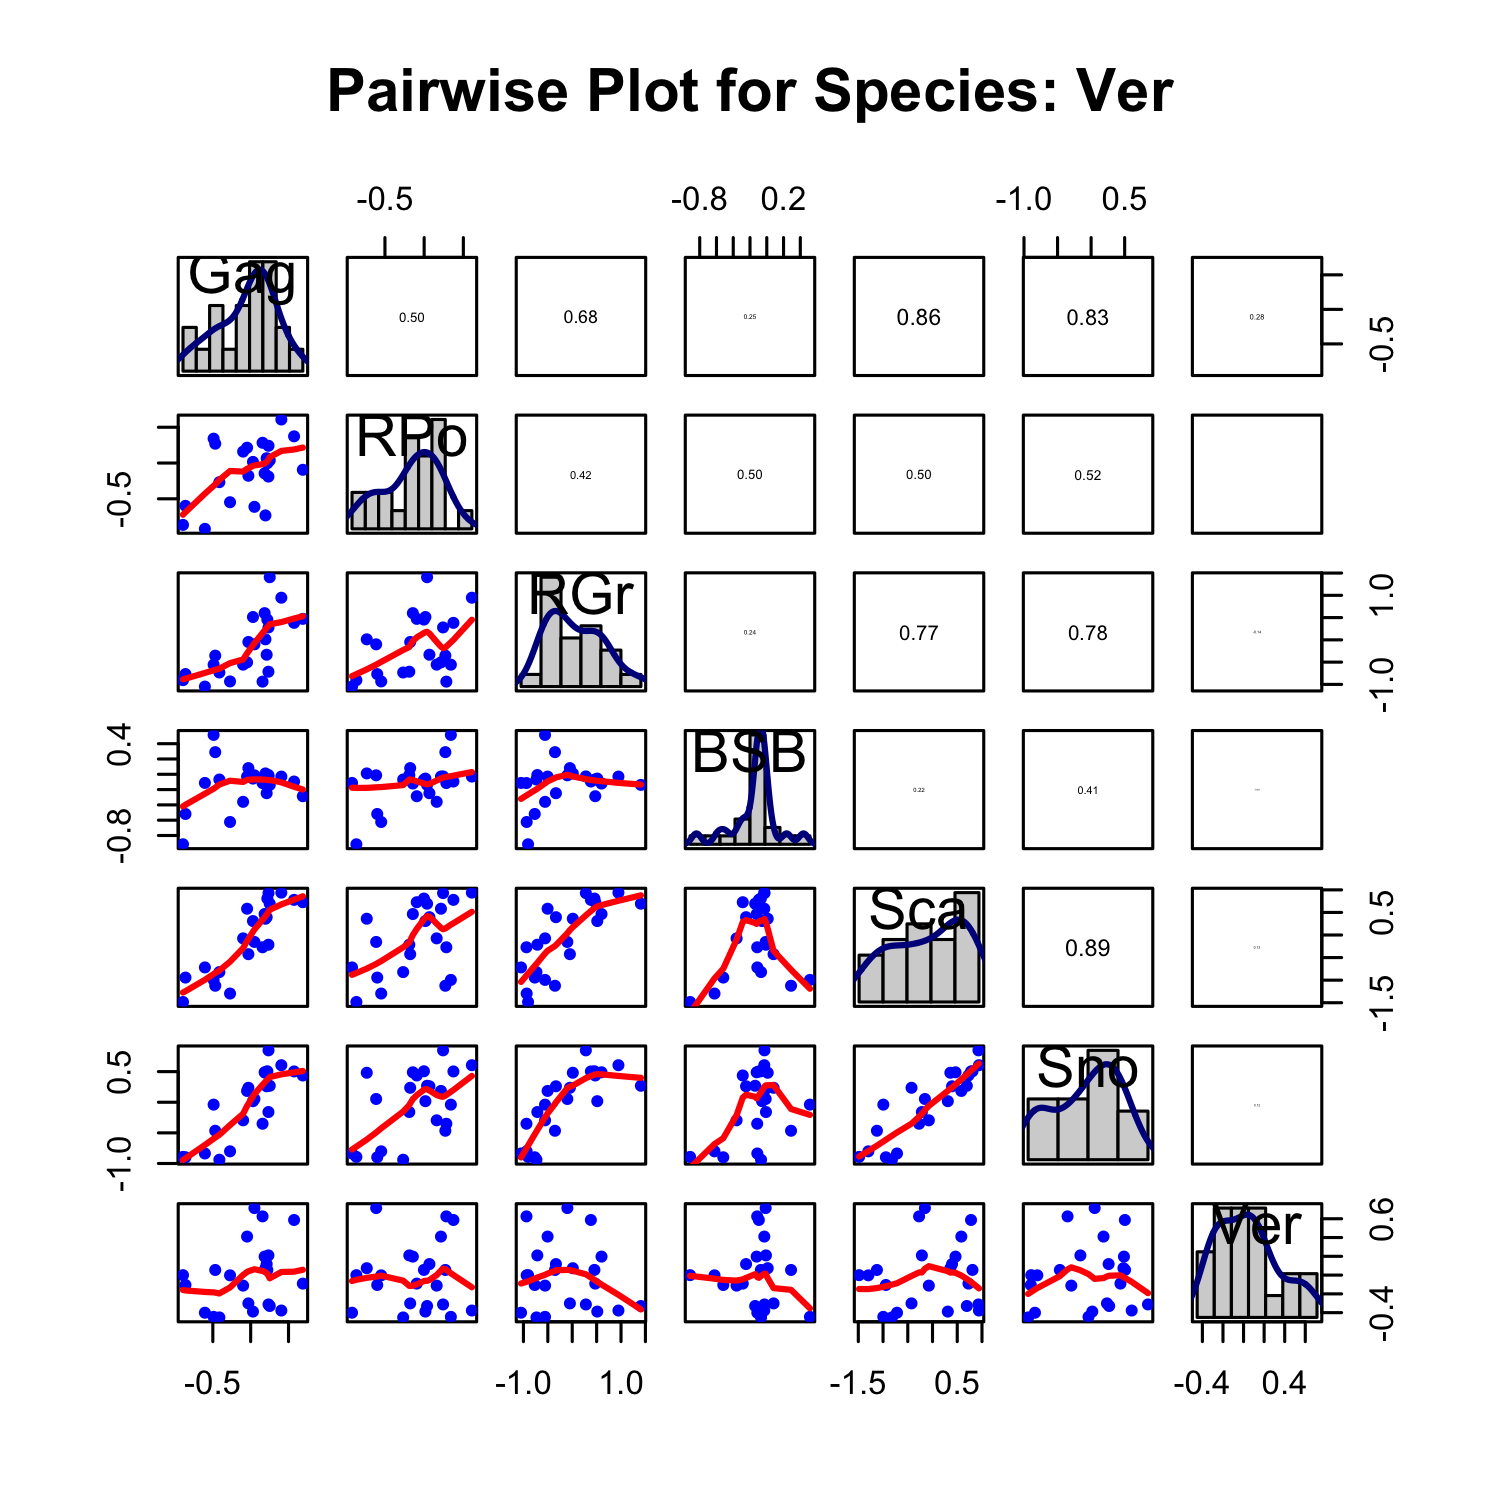 Pairwise Plot for Species: Ver
-0.5 -0.8 0.2 -1.0 0.5
Gag 0.50 0.68 0.25 0.86 0.83 0.28 -0.5
-0.5 RPo 0.42 0.50 0.50 0.52
RGr 0.24 0.77 0.78 -1.0 1.0
-0.8 0.4 BSB 0.22 0.41
Sca 0.89 -1.5 0.5
-1.0 0.5 Sno
Ver -0.4 0.6
-0.5 -1.0 1.0 -1.5 0.5 -0.4 0.4